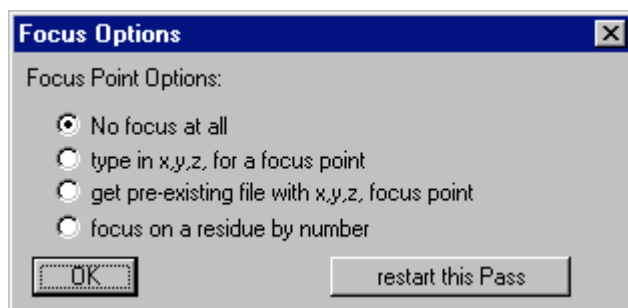 Focus Options
Focus Point Options:
No focus at all
type in x,y,z, for a focus point
get pre-existing file with x,y,z, focus point
focus on a residue by number
OK
restart this Pass